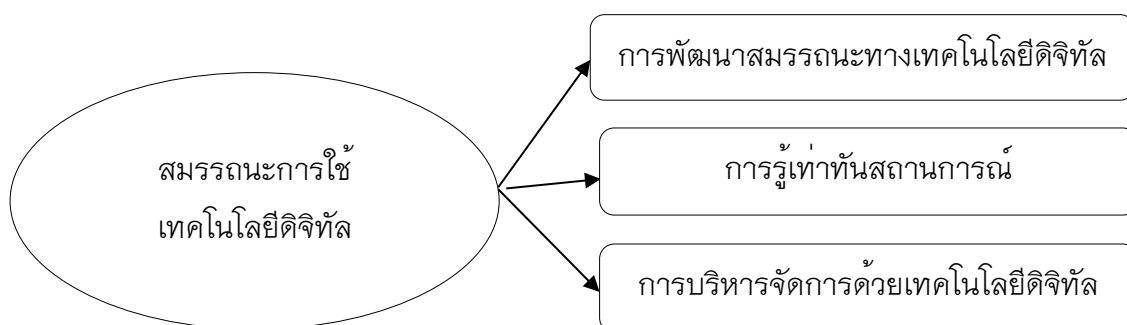 การพัฒนาสมรรถนะทางเทคโนโลยีดิจิทัล
สมรรถนะการใช้
เทคโนโลยีดิจิทัล
การรู้เท่าทันสถานการณ์
การบริหารจัดการด้วยเทคโนโลยีดิจิทัล